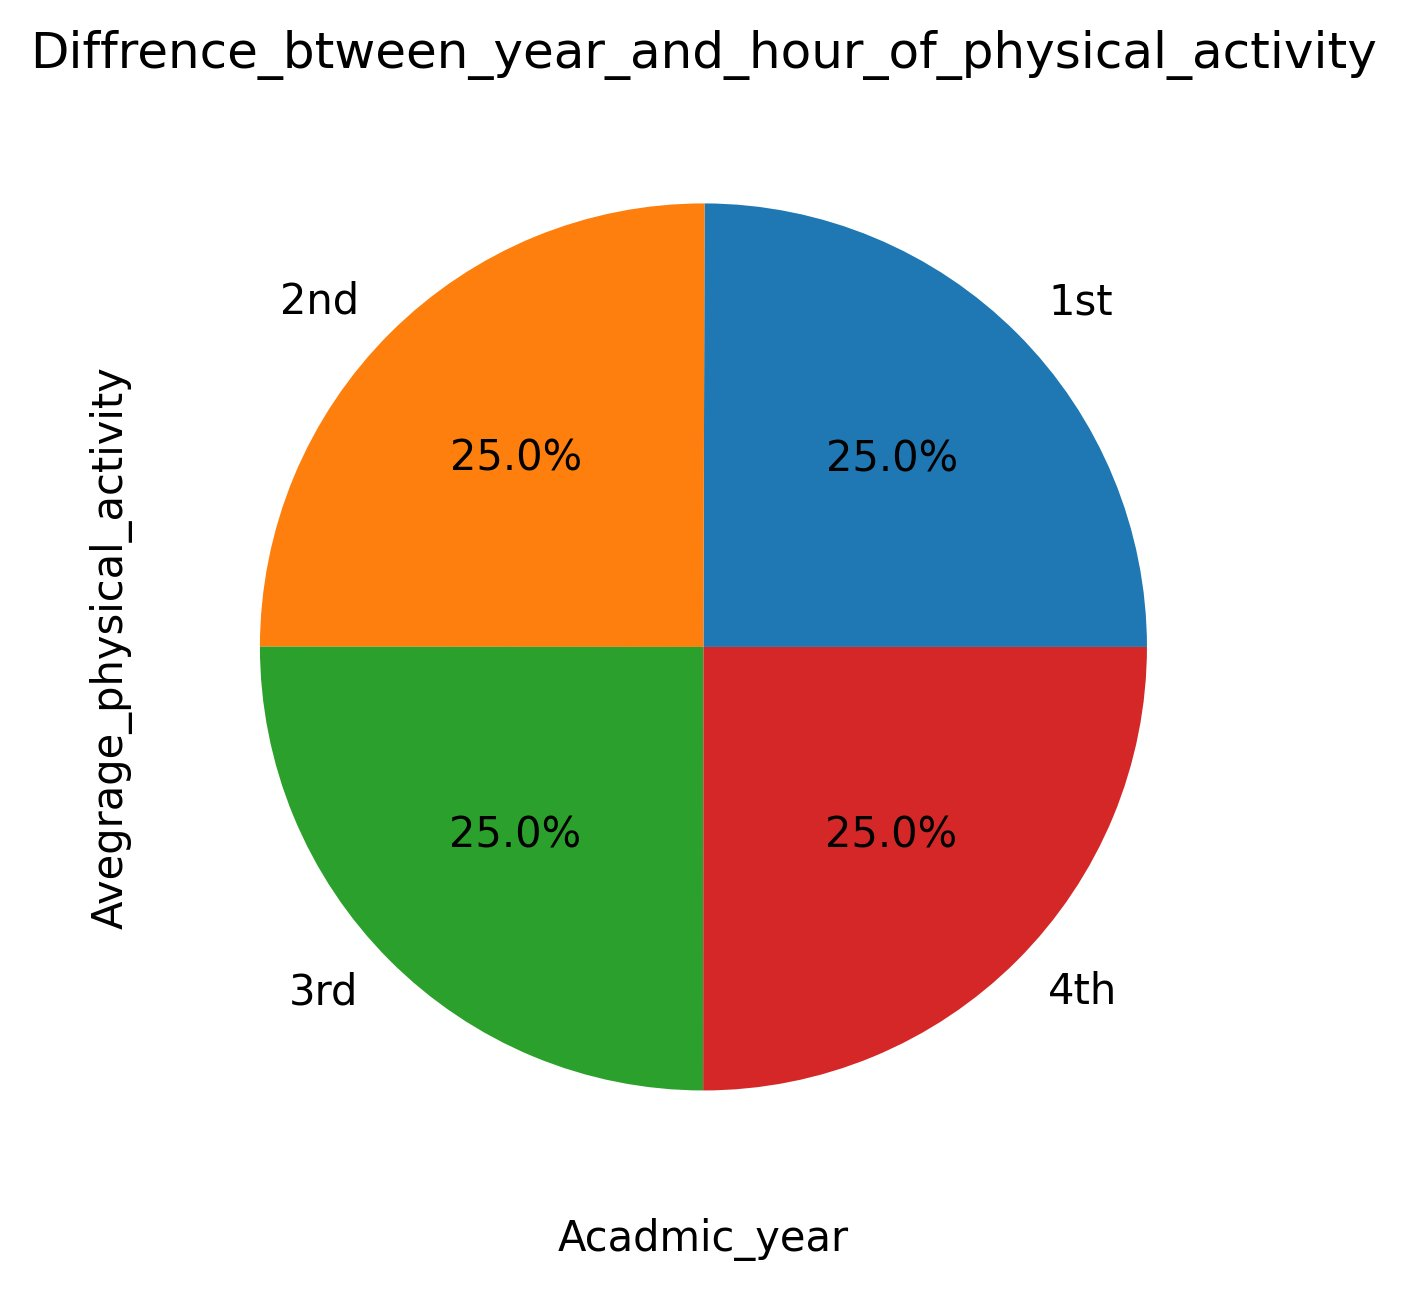 Diffrence_btween_year_and_hour_of_physical_activity
2nd
1st
25.0%
25.0%
Avegrage_physical_activity
25.0%
25.0%
3rd
4th
Acadmic_year